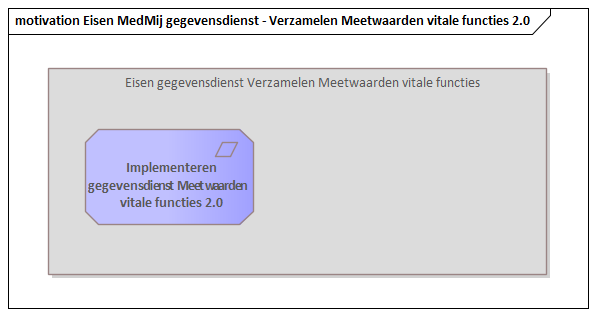 motivation Eisen MedMij gegevensdienst - Verzamelen Meetwaarden vitale functies 2.0
Eisen gegevensdienst Verzamelen Meetwaarden vitale functies
Implementeren
gegevensdienst Meetwaarden
vitale functies 2.0